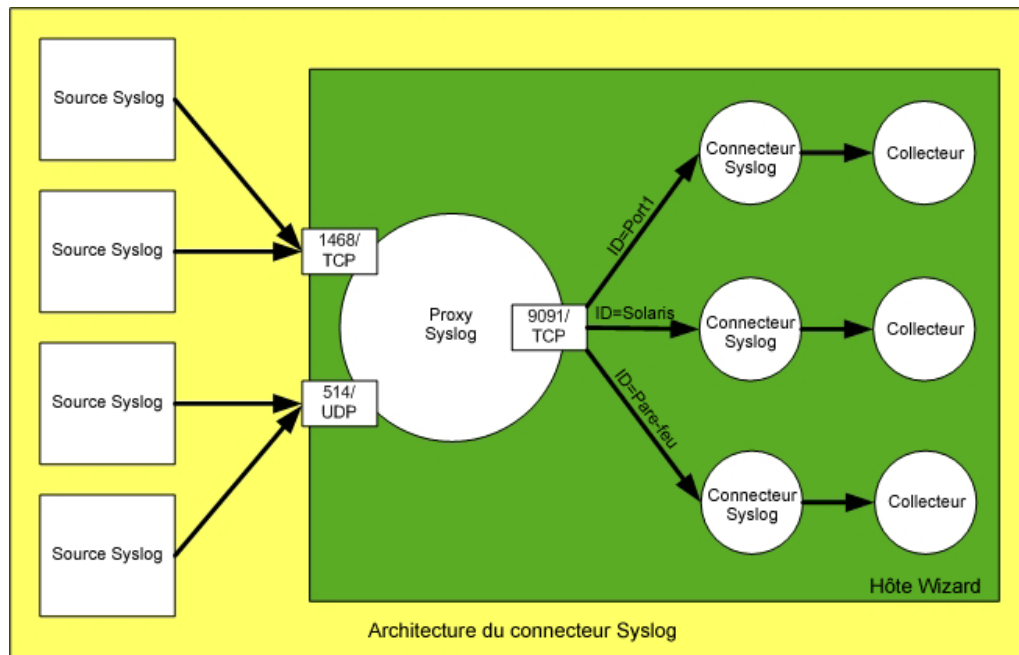 Source Syslog
Source Syslog
Source Syslog
Source Syslog
1468/
TCP
514/
UDP
Proxy
Syslog
9091/
TCP
ID=Port1
ID=Solaris
ID=Pare-feu
Connecteur
Syslog
Collecteur
Connecteur
Syslog
Collecteur
Connecteur
Syslog
Collecteur
Hôte Wizard
Architecture du connecteur Syslog